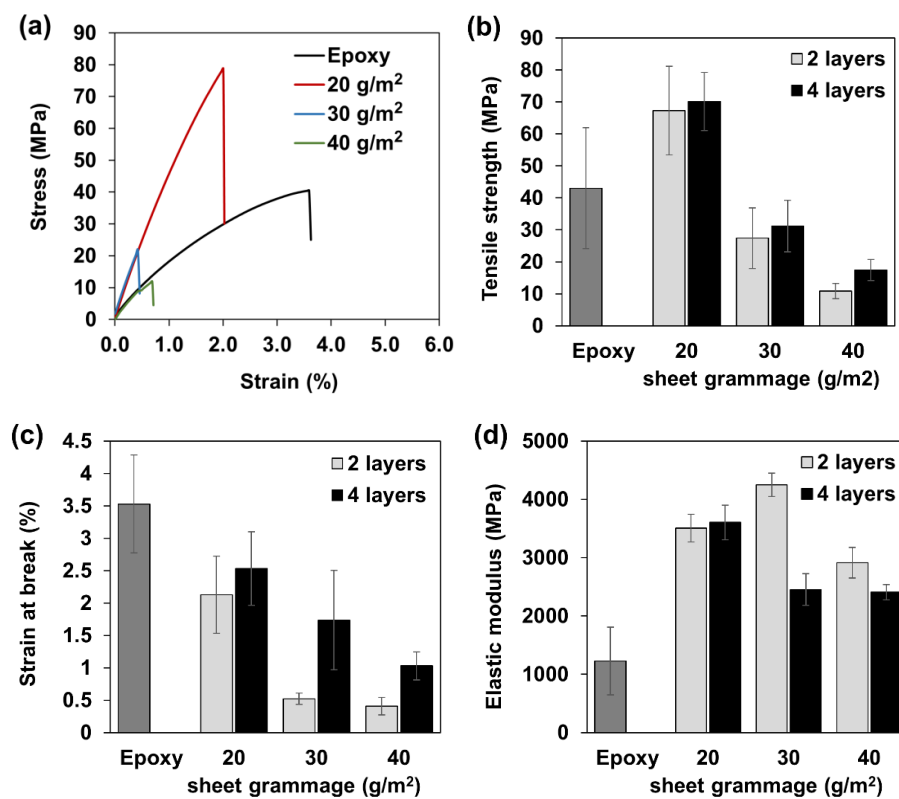 (a)
Stress (MPa)
90
80
70
60
50
40
30
20
10
0
0.0 1.0 2.0 3.0 4.0 5.0 6.0
Strain (%)
Epoxy
20 g/m²
30 g/m²
40 g/m²
(b)
Tensile strength (MPa)
90
80
70
60
50
40
30
20
10
0
2 layers
4 layers
Epoxy 20 30 40
sheet grammage (g/m2)
(c)
Strain at break (%)
4.5
4
3.5
3
2.5
2
1.5
1
0.5
0
2 layers
4 layers
Epoxy 20 30 40
sheet grammage (g/m²)
(d)
Elastic modulus (MPa)
5000
4000
3000
2000
1000
0
2 layers
4 layers
Epoxy 20 30 40
sheet grammage (g/m²)